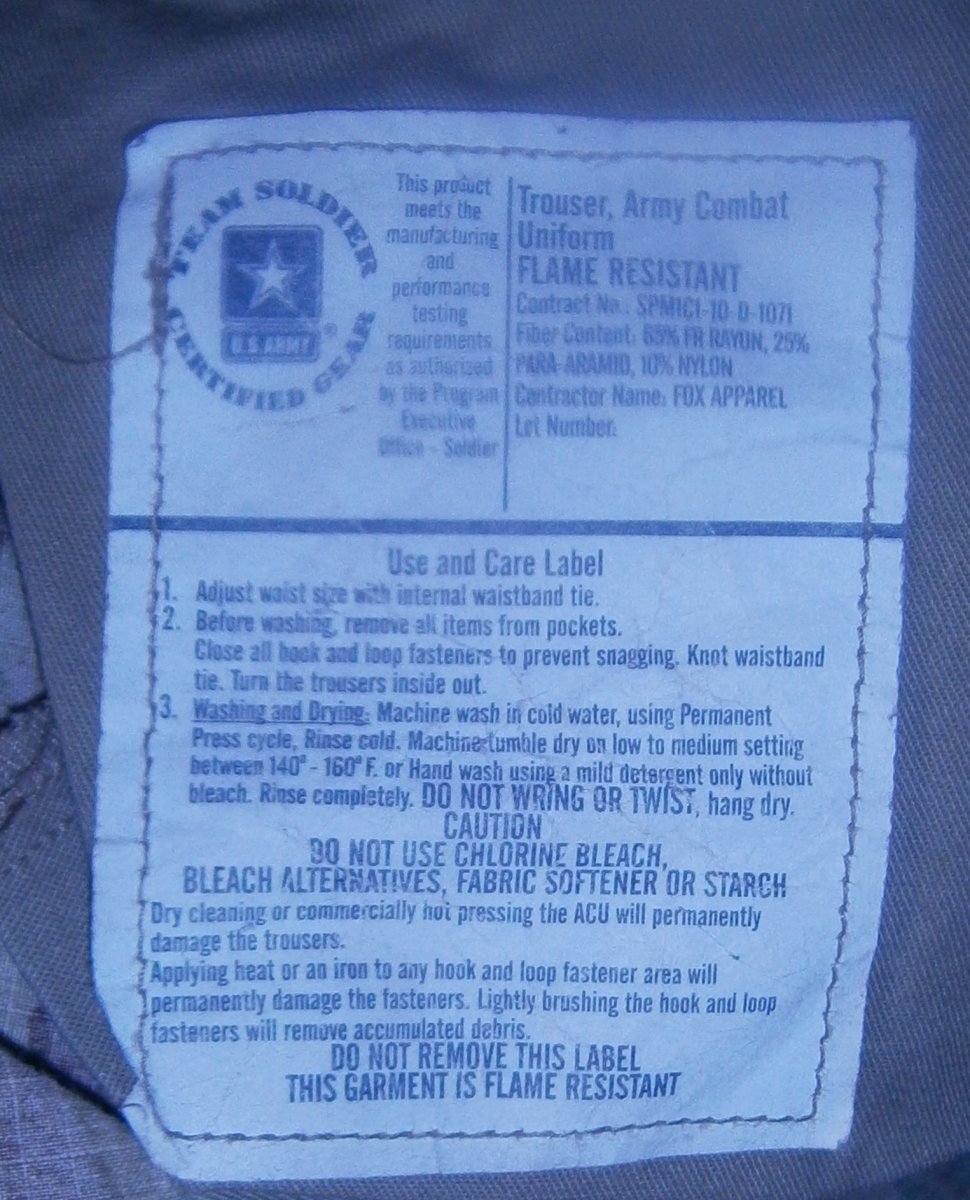 TEAM SOLDIER
U.S. ARMY ®
CERTIFIED GEAR
This product
meets the
manufacturing
and
performance
testing
requirements
as authorized
by the Program
Executive
Office - Soldier
Trouser, Army Combat
Uniform
FLAME RESISTANT
Contract No.: SPM1C1-10-D-1071
Fiber Content: 65% FR RAYON, 25%
PARA-ARAMID, 10% NYLON
Contractor Name: FOX APPAREL
Lot Number:
Use and Care Label
1. Adjust waist size with internal waistband tie.
2. Before washing, remove all items from pockets.
Close all hook and loop fasteners to prevent snagging. Knot waistband
tie. Turn the trousers inside out.
3. Washing and Drying: Machine wash in cold water, using Permanent
Press cycle, Rinse cold. Machine tumble dry on low to medium setting
between 140° - 160° F. or Hand wash using a mild detergent only without
bleach. Rinse completely. DO NOT WRING OR TWIST, hang dry.
CAUTION
DO NOT USE CHLORINE BLEACH,
BLEACH ALTERNATIVES, FABRIC SOFTENER OR STARCH
Dry cleaning or commercially hot pressing the ACU will permanently
damage the trousers.
Applying heat or an iron to any hook and loop fastener area will
permanently damage the fasteners. Lightly brushing the hook and loop
fasteners will remove accumulated debris.
DO NOT REMOVE THIS LABEL
THIS GARMENT IS FLAME RESISTANT